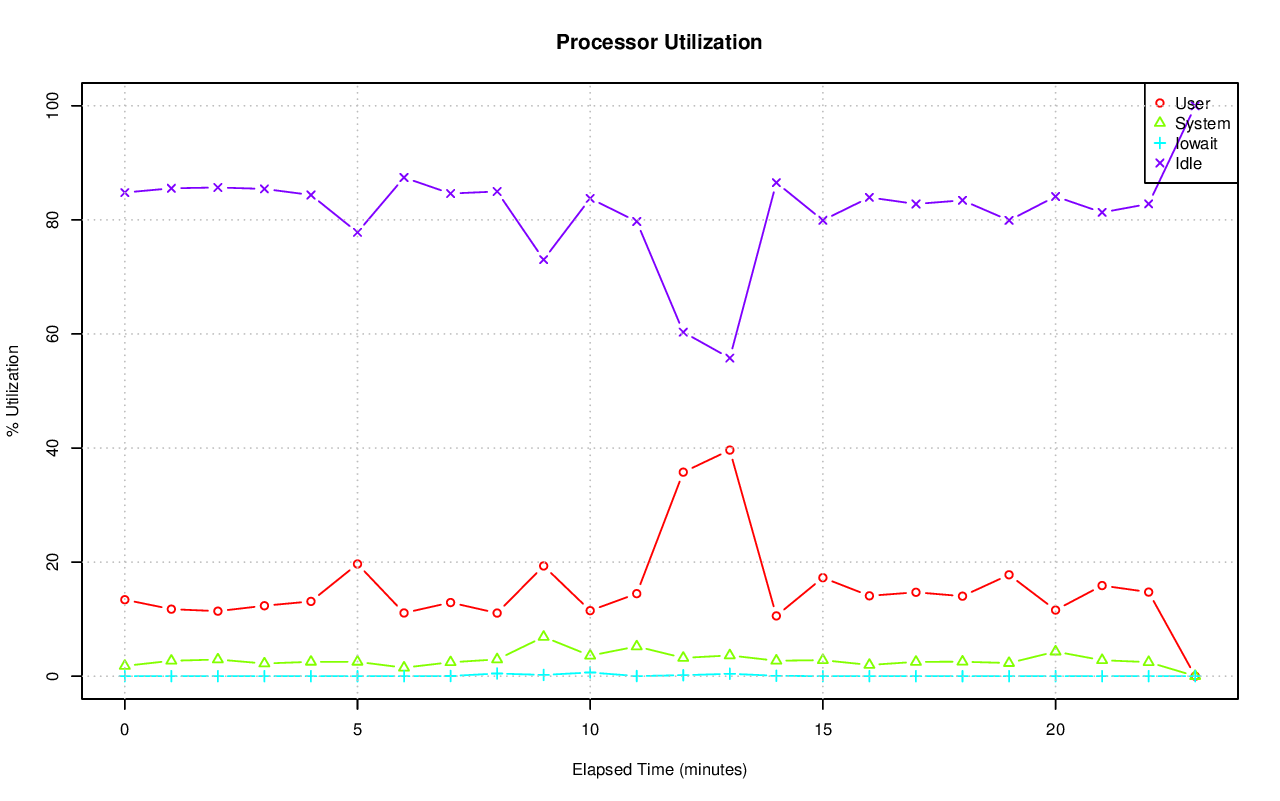 Processor Utilization
% Utilization
100
80
60
40
20
0
User
System
Iowait
Idle
0 5 10 15 20
Elapsed Time (minutes)